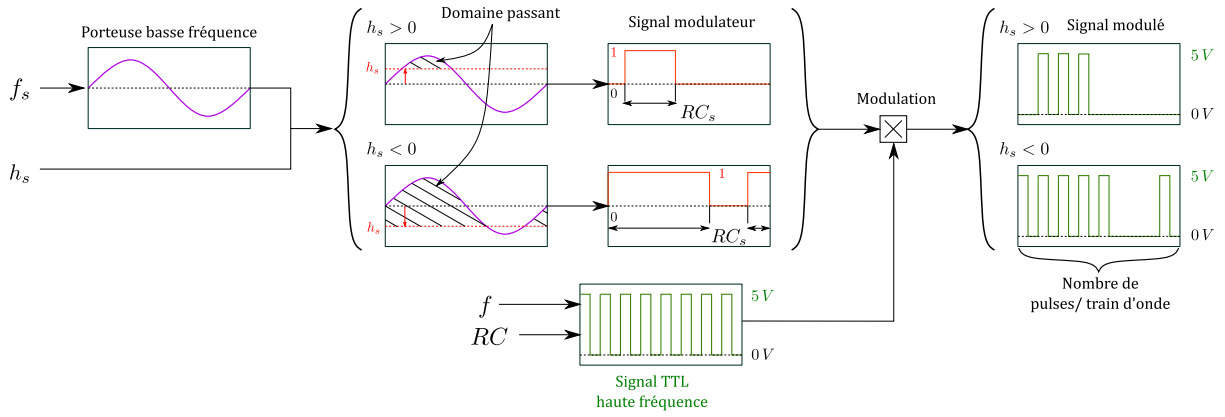 Porteuse basse fréquence
f_s
h_s
h_s > 0
Domaine passant
h_s
h_s < 0
h_s
Signal modulateur
1
0
RC_s
1
0
RC_s
f
RC
5 V
0 V
Signal TTL
haute fréquence
Modulation
h_s > 0
Signal modulé
5 V
0 V
h_s < 0
5 V
0 V
Nombre de
pulses/ train d'onde